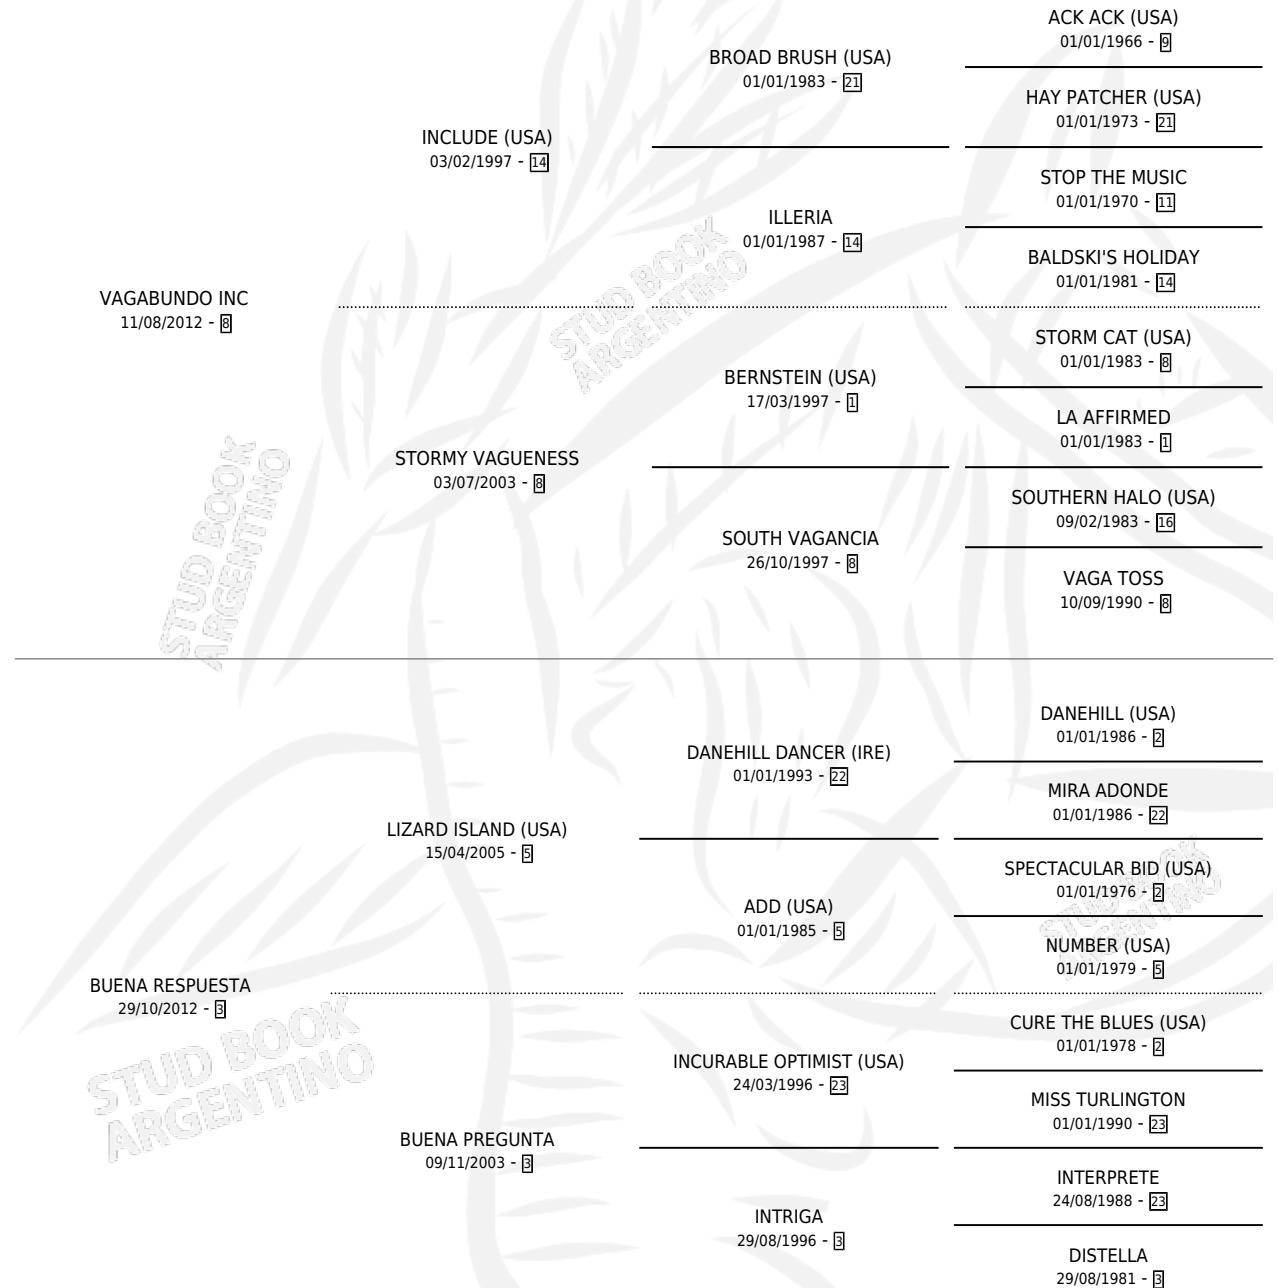 ACK ACK (USA)
01/01/1966 - 9
BROAD BRUSH (USA)
01/01/1983 - 21
HAY PATCHER (USA)
01/01/1973 - 21
INCLUDE (USA)
03/02/1997 - 14
STOP THE MUSIC
01/01/1970 - 11
ILLERIA
01/01/1987 - 14
BALDSKI'S HOLIDAY
01/01/1981 - 14
VAGABUNDO INC
11/08/2012 - 8
STORM CAT (USA)
01/01/1983 - 8
BERNSTEIN (USA)
17/03/1997 - 1
LA AFFIRMED
01/01/1983 - 1
STORMY VAGUENESS
03/07/2003 - 8
SOUTHERN HALO (USA)
09/02/1983 - 16
SOUTH VAGANCIA
26/10/1997 - 8
VAGA TOSS
10/09/1990 - 8
STUD BOOK
ARGENTINO
STUD BOOK
ARGENTINO
DANEHILL (USA)
01/01/1986 - 2
DANEHILL DANCER (IRE)
01/01/1993 - 22
MIRA ADONDE
01/01/1986 - 22
LIZARD ISLAND (USA)
15/04/2005 - 5
SPECTACULAR BID (USA)
01/01/1976 - 2
ADD (USA)
01/01/1985 - 5
NUMBER (USA)
01/01/1979 - 5
STUD BOOK
ARGENTINO
BUENA RESPUESTA
29/10/2012 - 3
CURE THE BLUES (USA)
01/01/1978 - 2
INCURABLE OPTIMIST (USA)
24/03/1996 - 23
MISS TURLINGTON
01/01/1990 - 23
STUD BOOK
ARGENTINO
BUENA PREGUNTA
09/11/2003 - 3
INTERPRETE
24/08/1988 - 23
INTRIGA
29/08/1996 - 3
DISTELLA
29/08/1981 - 3